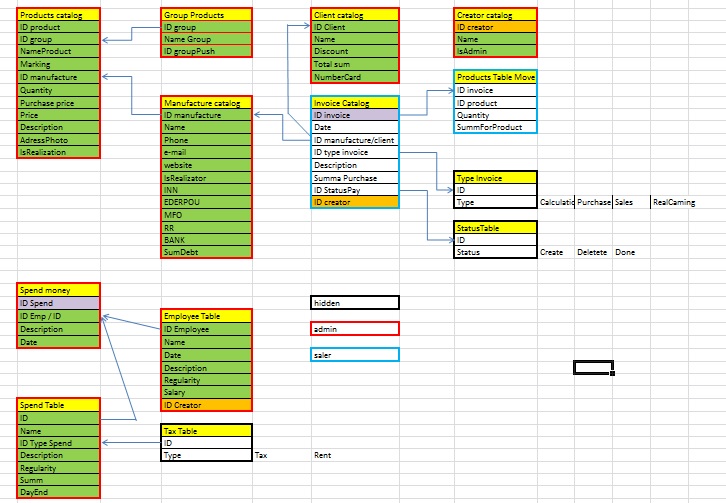 Products catalog
ID product
ID group
NameProduct
Marking
ID manufacture
Quantity
Purchase price
Price
Description
AdressPhoto
IsRealization
Group Products
ID group
Name Group
ID groupPush
Client catalog
ID Client
Name
Discount
Total sum
NumberCard
Creator catalog
ID creator
Name
IsAdmin
Manufacture catalog
ID manufacture
Name
Phone
e-mail
website
IsRealizator
INN
EDERPOU
MFO
RR
BANK
SumDebt
Invoice Catalog
ID invoice
Date
ID manufacture/client
ID type invoice
Description
Summa Purchase
ID StatusPay
ID creator
Products Table Move
ID invoice
ID product
Quantity
SummForProduct
Type Invoice
ID
Type Calculatic Purchase Sales RealCaming
StatusTable
ID
Status Create Deletete Done
Spend money
ID Spend
ID Emp / ID
Description
Date
Employee Table
ID Employee
Name
Date
Description
Regularity
Salary
ID Creator
hidden
admin
saler
Spend Table
ID
Name
ID Type Spend
Description
Regularity
Summ
DayEnd
Tax Table
ID
Type Tax Rent